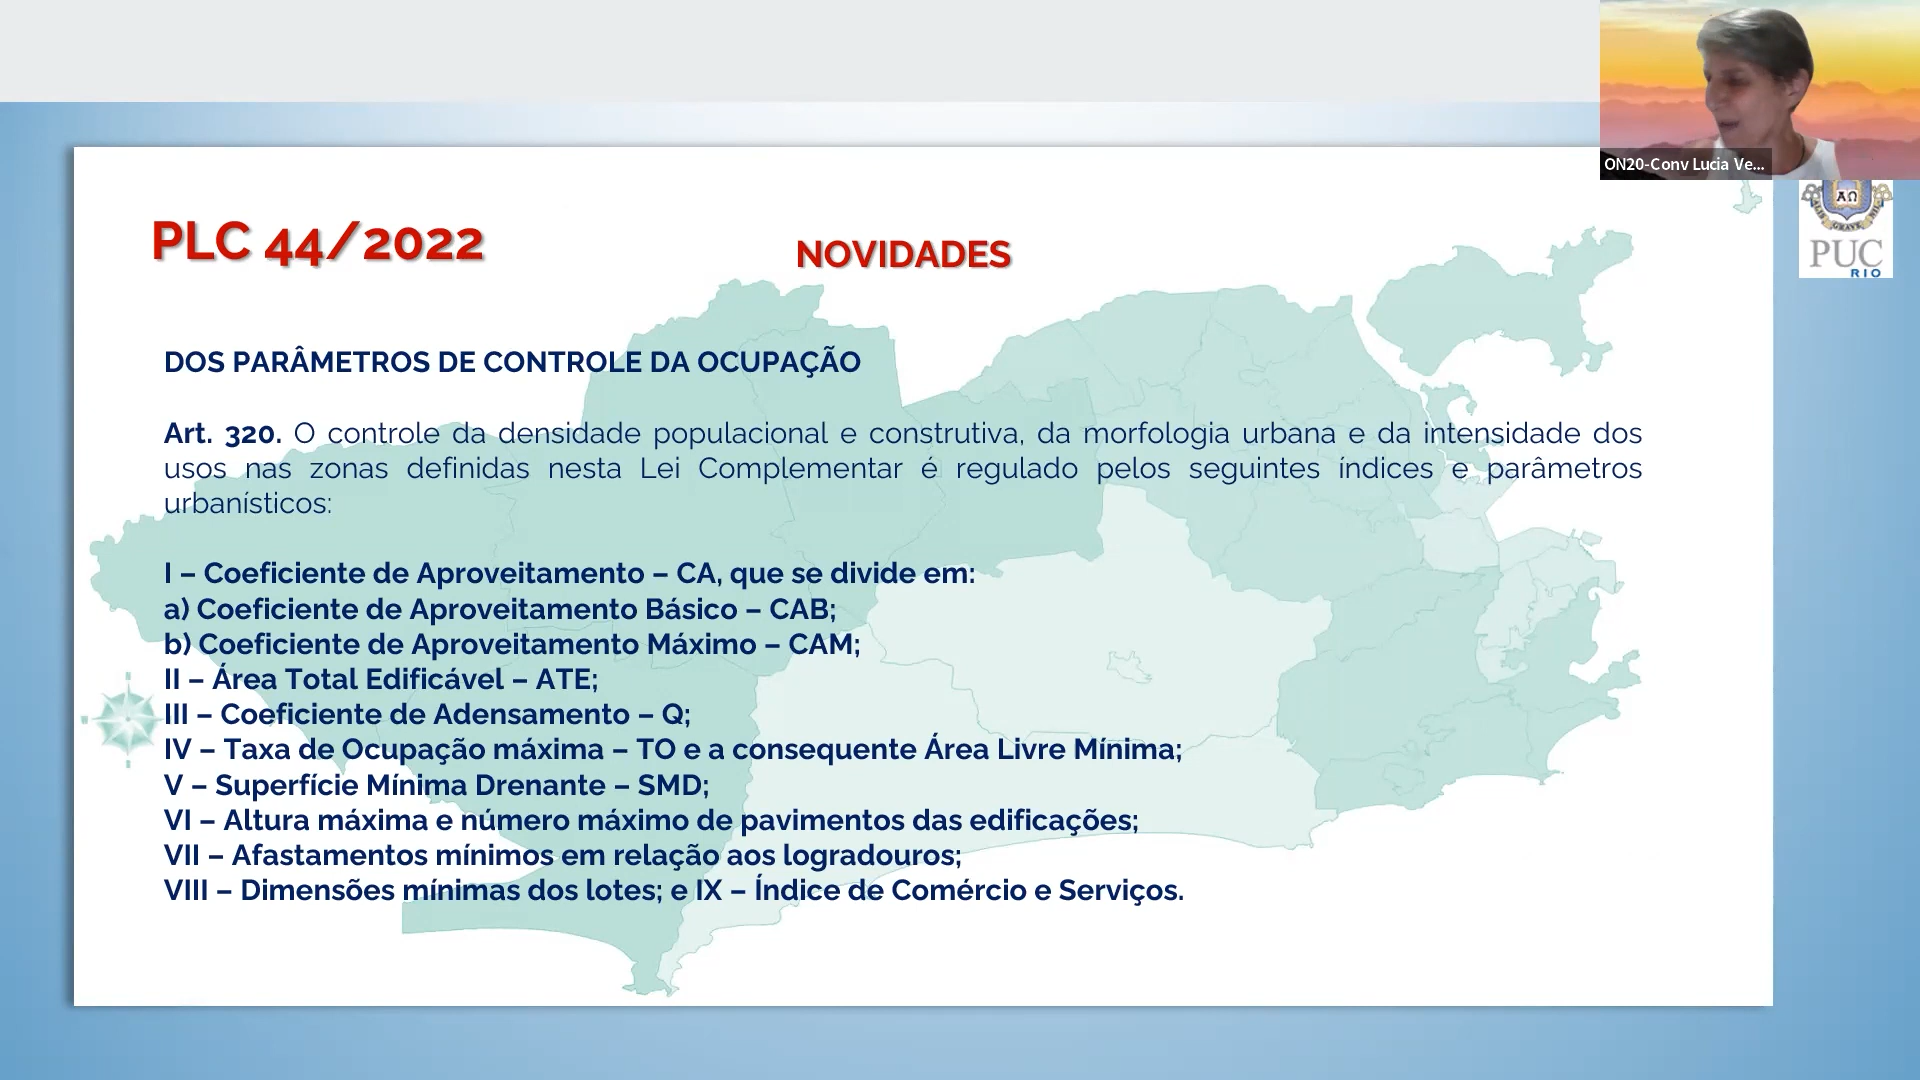 ON20-Conv Lucia Ve...
ΑΩ
ALIS GRAVE NIL
PUC
RIO
PLC 44/2022
NOVIDADES
DOS PARÂMETROS DE CONTROLE DA OCUPAÇÃO
Art. 320. O controle da densidade populacional e construtiva, da morfologia urbana e da intensidade dos
usos nas zonas definidas nesta Lei Complementar é regulado pelos seguintes índices e parâmetros
urbanísticos:
I – Coeficiente de Aproveitamento – CA, que se divide em:
a) Coeficiente de Aproveitamento Básico – CAB;
b) Coeficiente de Aproveitamento Máximo – CAM;
II – Área Total Edificável – ATE;
III – Coeficiente de Adensamento – Q;
IV – Taxa de Ocupação máxima – TO e a consequente Área Livre Mínima;
V – Superfície Mínima Drenante – SMD;
VI – Altura máxima e número máximo de pavimentos das edificações;
VII – Afastamentos mínimos em relação aos logradouros;
VIII – Dimensões mínimas dos lotes; e IX – Índice de Comércio e Serviços.